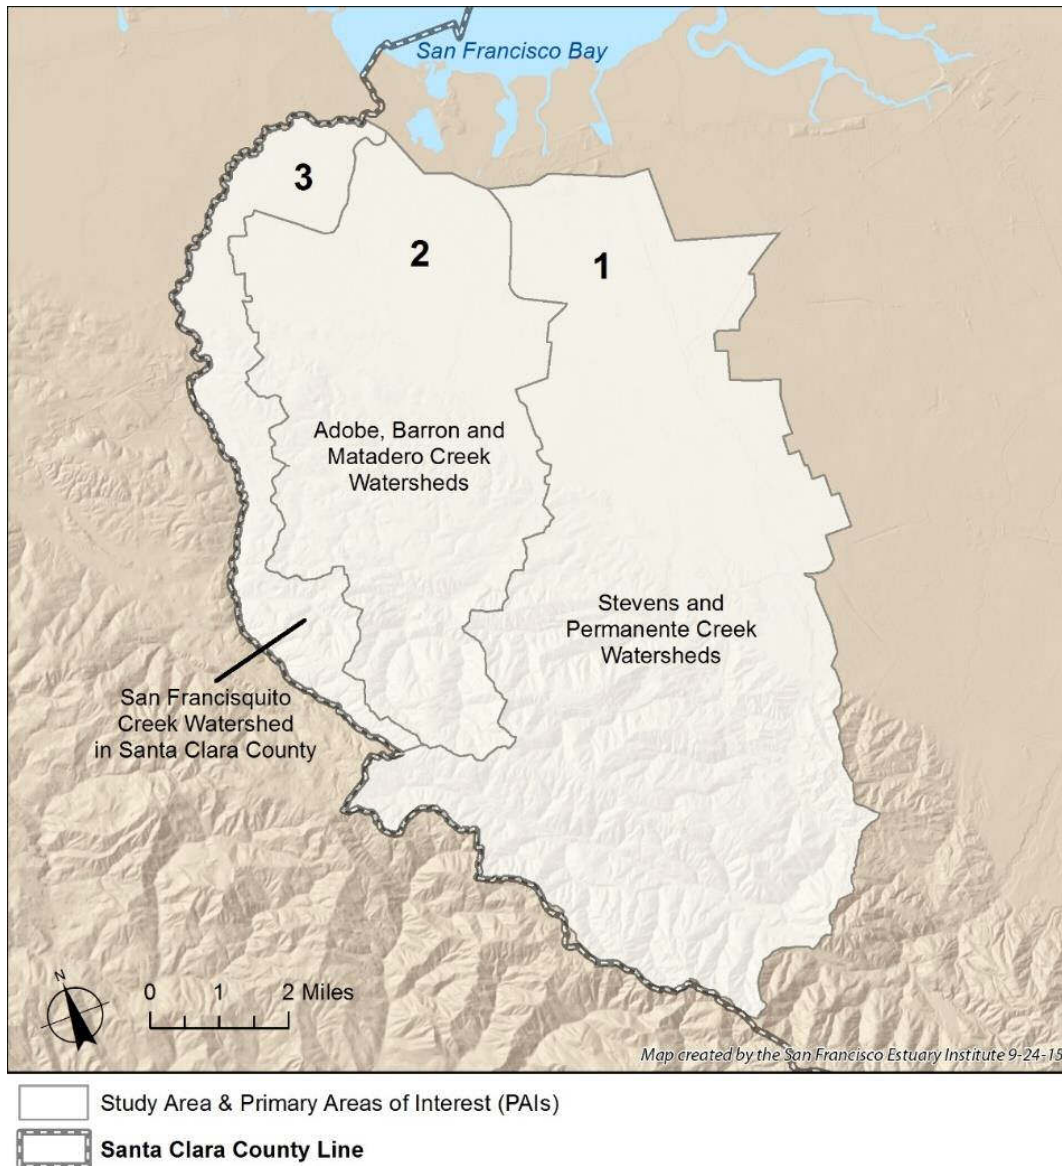 San Francisco Bay
3
2
1
Adobe, Barron and
Matadero Creek
Watersheds
Stevens and
Permanente Creek
Watersheds
San Francisquito
Creek Watershed
in Santa Clara County
N
0 1 2 Miles
Map created by the San Francisco Estuary Institute 9-24-15
Study Area & Primary Areas of Interest (PAIs)
Santa Clara County Line